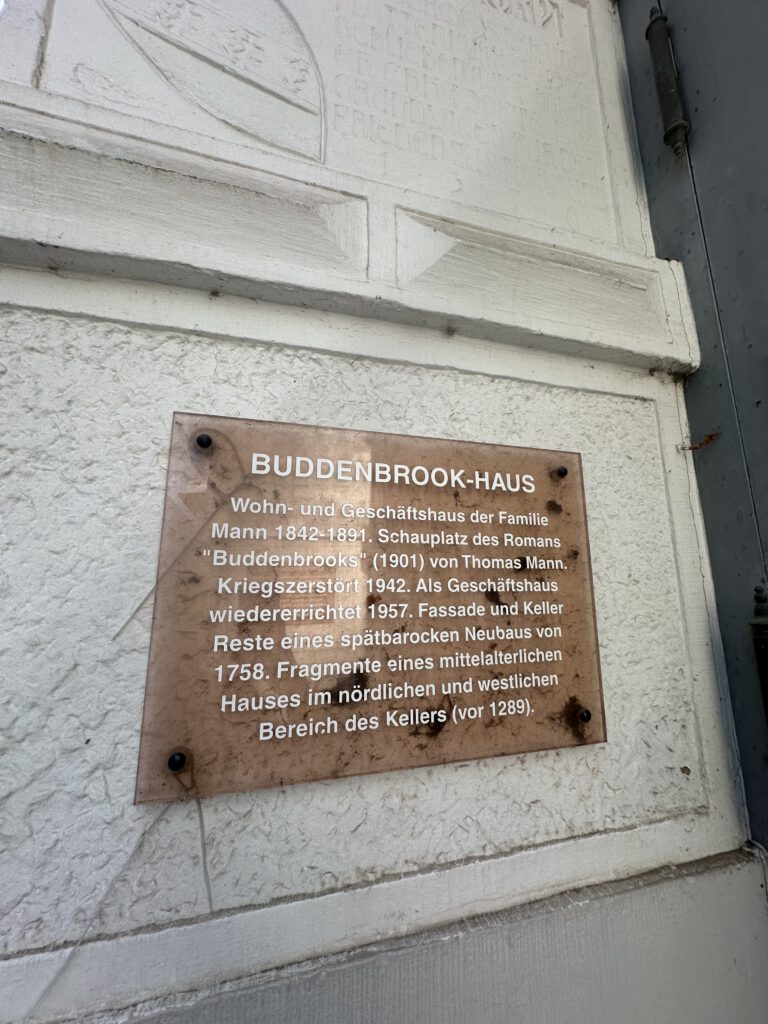 BUDDENBROOK-HAUS
Wohn- und Geschäftshaus der Familie
Mann 1842-1891. Schauplatz des Romans
"Buddenbrooks" (1901) von Thomas Mann.
Kriegszerstört 1942. Als Geschäftshaus
wiedererrichtet 1957. Fassade und Keller
Reste eines spätbarocken Neubaus von
1758. Fragmente eines mittelalterlichen
Hauses im nördlichen und westlichen
Bereich des Kellers (vor 1289).